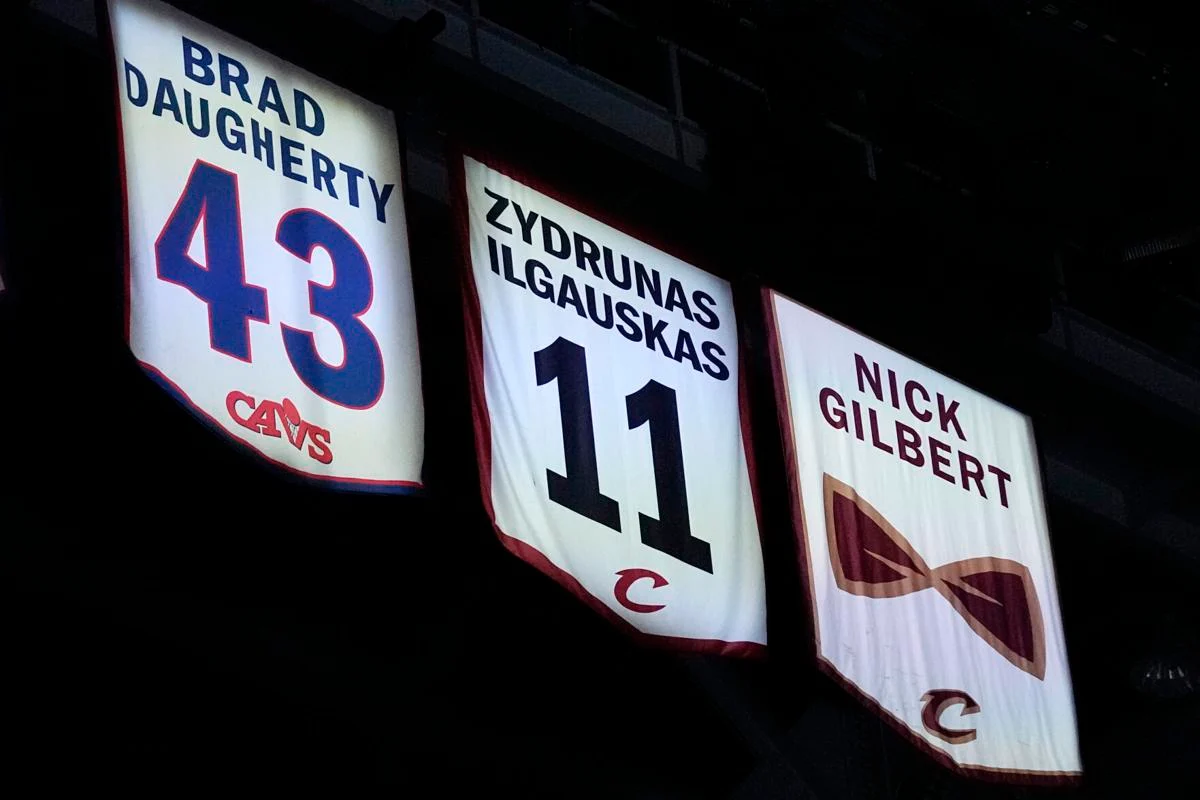 BRAD
DAUGHERTY
43
CAVS
ZYDRUNAS
ILGAUSKAS
11
C
NICK
GILBERT
C